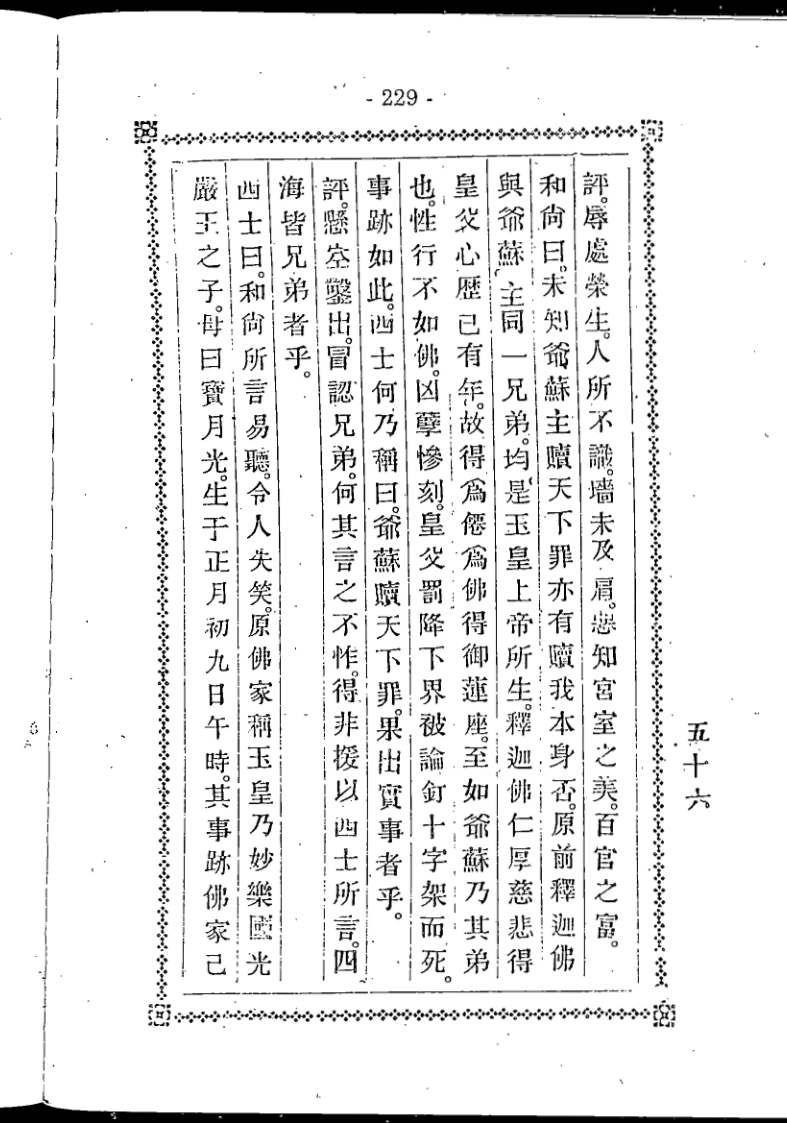 - 229 -
評。辱處榮生。人所不識。墻未及肩。悲知宮室之美。百官之富。
和尙曰。未知爺蘇主贖天下罪亦有贖我本身否。原前釋迦佛
與爺蘇主同一兄弟。均是玉皇上帝所生。釋迦佛仁厚慈悲得
皇父心歷已有年。故得爲僊爲佛得御蓮座。至如爺蘇乃其弟
也。性行不如佛。凶孽慘刻。皇父罰降下界被論釘十字架而死。
事跡如此。西士何乃稱曰。爺蘇贖天下罪。果出實事者乎。
評。懸空鑿出。冒認兄弟。何其言之不怍。得非援以西士所言。四
海皆兄弟者乎。
西士曰。和尙所言易聽。令人失笑。原佛家稱玉皇乃妙樂國光
嚴王之子。母曰寶月光。生于正月初九日午時。其事跡佛家己
五十六